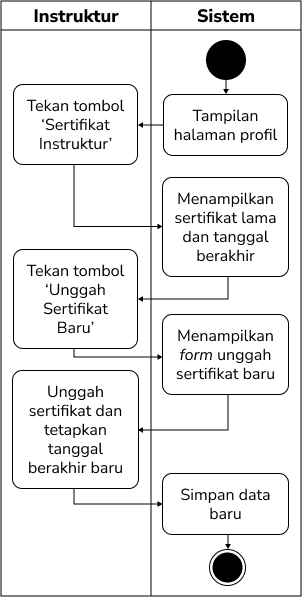 Instruktur
Sistem
Tampilan
halaman profil
Tekan tombol
‘Sertifikat
Instruktur’
Menampilkan
sertifikat lama
dan tanggal
berakhir
Tekan tombol
‘Unggah
Sertifikat
Baru’
Menampilkan
form unggah
sertifikat baru
Unggah
sertifikat dan
tetapkan
tanggal
berakhir baru
Simpan data
baru